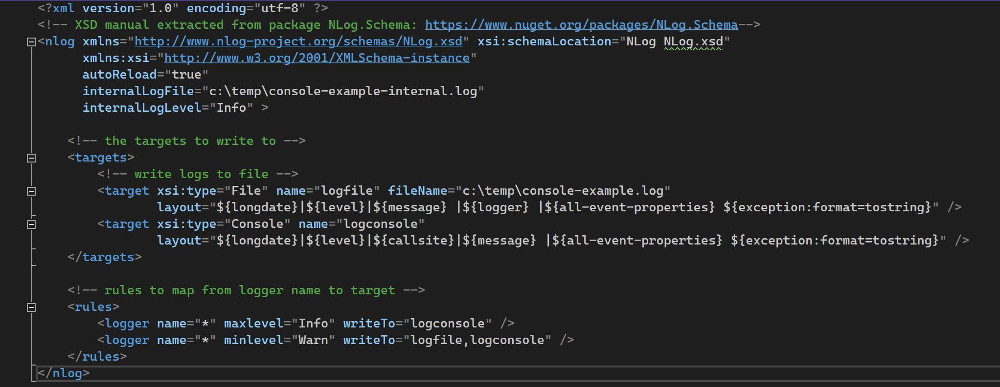 <?xml version="1.0" encoding="utf-8" ?>
<!-- XSD manual extracted from package NLog.Schema: https://www.nuget.org/packages/NLog.Schema-->
<nlog xmlns="http://www.nlog-project.org/schemas/NLog.xsd" xsi:schemaLocation="NLog NLog.xsd"
      xmlns:xsi="http://www.w3.org/2001/XMLSchema-instance"
      autoReload="true"
      internalLogFile="c:\temp\console-example-internal.log"
      internalLogLevel="Info" >

    <!-- the targets to write to -->
    <targets>
        <!-- write logs to file -->
        <target xsi:type="File" name="logfile" fileName="c:\temp\console-example.log"
                layout="${longdate}|${level}|${message} |${logger} |${all-event-properties} ${exception:format=tostring}" />
        <target xsi:type="Console" name="logconsole"
                layout="${longdate}|${level}|${callsite}|${message} |${all-event-properties} ${exception:format=tostring}" />
    </targets>

    <!-- rules to map from logger name to target -->
    <rules>
        <logger name="*" maxlevel="Info" writeTo="logconsole" />
        <logger name="*" minlevel="Warn" writeTo="logfile,logconsole" />
    </rules>
</nlog>